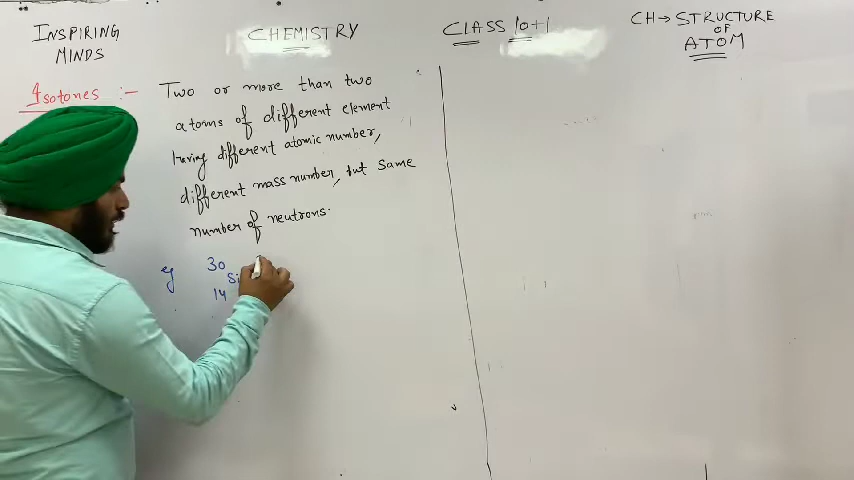 INSPIRING
MINDS
CHEMISTRY
CLASS 10+1
CH→ STRUCTURE
OF
ATOM
Isotones :-
Two or more than two
atoms of different element
having different atomic number,
different mass number, but same
number of neutrons.
eg
30
Si
14